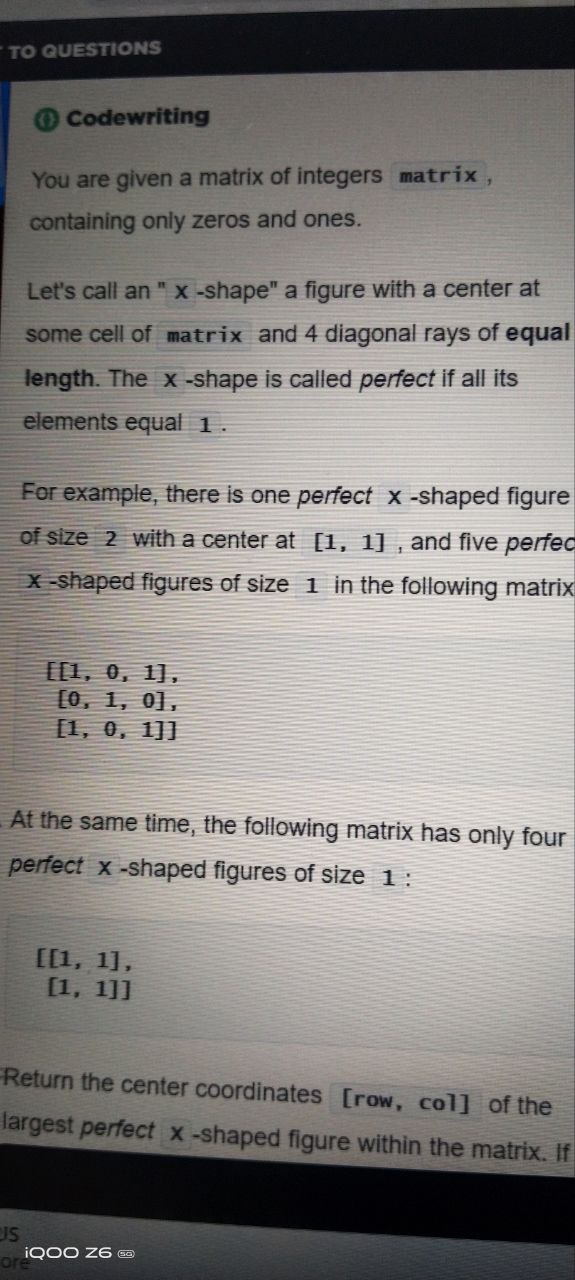 TO QUESTIONS
Codewriting
You are given a matrix of integers matrix ,
containing only zeros and ones.
Let's call an " x -shape" a figure with a center at
some cell of matrix and 4 diagonal rays of equal
length. The x -shape is called perfect if all its
elements equal 1 .
For example, there is one perfect x -shaped figure
of size 2 with a center at [1, 1] , and five perfec
x -shaped figures of size 1 in the following matrix
[[1, 0, 1],
[0, 1, 0],
[1, 0, 1]]
At the same time, the following matrix has only four
perfect x -shaped figures of size 1 :
[[1, 1],
[1, 1]]
Return the center coordinates [row, col] of the
largest perfect x -shaped figure within the matrix. If
US
ore
iQOO Z6 5G